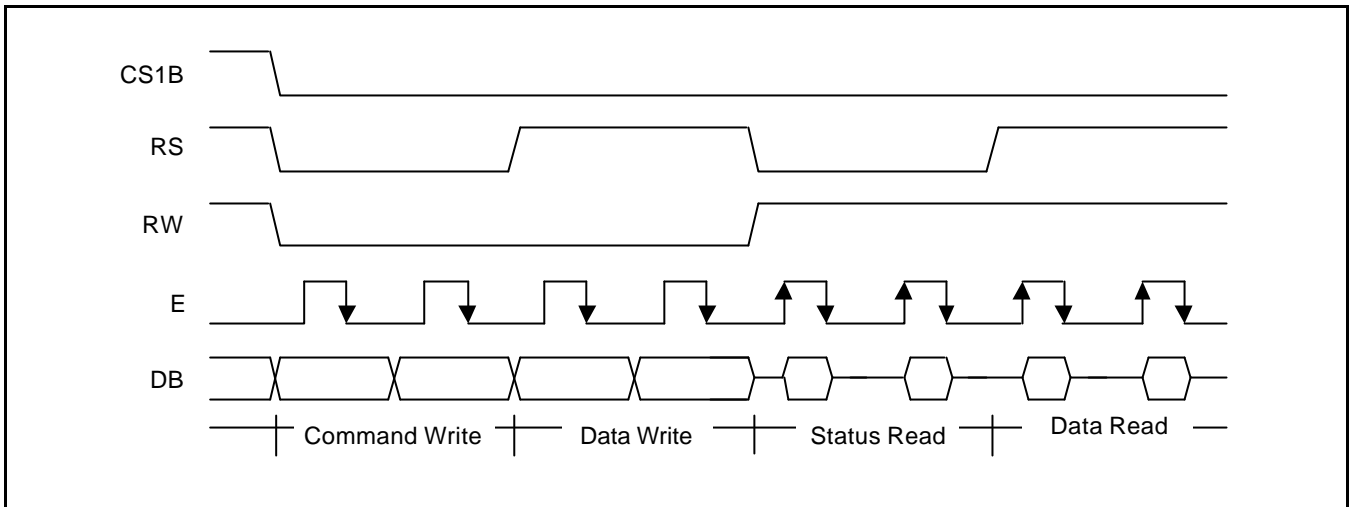 CS1B
RS
RW
E
DB
Command Write
Data Write
Status Read
Data Read